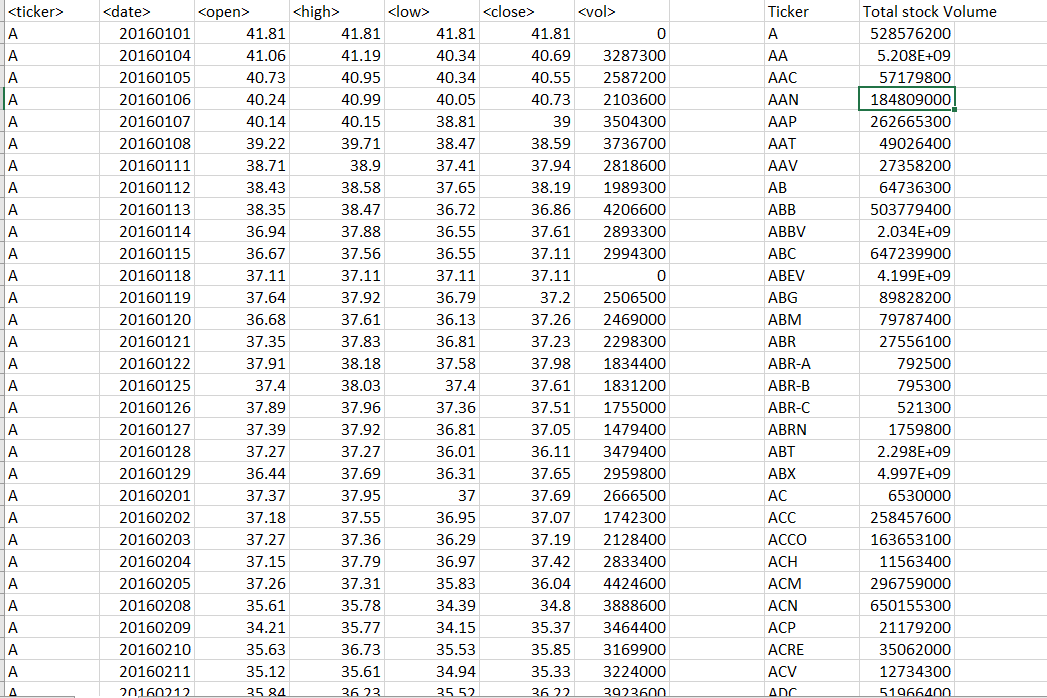 <ticker> <date> <open> <high> <low> <close> <vol> Ticker Total stock Volume
A 20160101 41.81 41.81 41.81 41.81 0 A 528576200
A 20160104 41.06 41.19 40.34 40.69 3287300 AA 5.208E+09
A 20160105 40.73 40.95 40.34 40.55 2587200 AAC 57179800
A 20160106 40.24 40.99 40.05 40.73 2103600 AAN 184809000
A 20160107 40.14 40.15 38.81 39 3504300 AAP 262665300
A 20160108 39.22 39.71 38.47 38.59 3736700 AAT 49026400
A 20160111 38.71 38.9 37.41 37.94 2818600 AAV 27358200
A 20160112 38.43 38.58 37.65 38.19 1989300 AB 64736300
A 20160113 38.35 38.47 36.72 36.86 4206600 ABB 503779400
A 20160114 36.94 37.88 36.55 37.61 2893300 ABBV 2.034E+09
A 20160115 36.67 37.56 36.55 37.11 2994300 ABC 647239900
A 20160118 37.11 37.11 37.11 37.11 0 ABEV 4.199E+09
A 20160119 37.64 37.92 36.79 37.2 2506500 ABG 89828200
A 20160120 36.68 37.61 36.13 37.26 2469000 ABM 79787400
A 20160121 37.35 37.83 36.81 37.23 2298300 ABR 27556100
A 20160122 37.91 38.18 37.58 37.98 1834400 ABR-A 792500
A 20160125 37.4 38.03 37.4 37.61 1831200 ABR-B 795300
A 20160126 37.89 37.96 37.36 37.51 1755000 ABR-C 521300
A 20160127 37.39 37.92 36.81 37.05 1479400 ABRN 1759800
A 20160128 37.27 37.27 36.01 36.11 3479400 ABT 2.298E+09
A 20160129 36.44 37.69 36.31 37.65 2959800 ABX 4.997E+09
A 20160201 37.37 37.95 37 37.69 2666500 AC 6530000
A 20160202 37.18 37.55 36.95 37.07 1742300 ACC 258457600
A 20160203 37.27 37.36 36.29 37.19 2128400 ACCO 163653100
A 20160204 37.15 37.79 36.97 37.42 2833400 ACH 11563400
A 20160205 37.26 37.31 35.83 36.04 4424600 ACM 296759000
A 20160208 35.61 35.78 34.39 34.8 3888600 ACN 650155300
A 20160209 34.21 35.77 34.15 35.37 3464400 ACP 21179200
A 20160210 35.63 36.73 35.53 35.85 3169900 ACRE 35062000
A 20160211 35.12 35.61 34.94 35.33 3224000 ACV 12734300
A 20160212 35.84 36.23 35.52 36.22 3923600 ADC 51966400